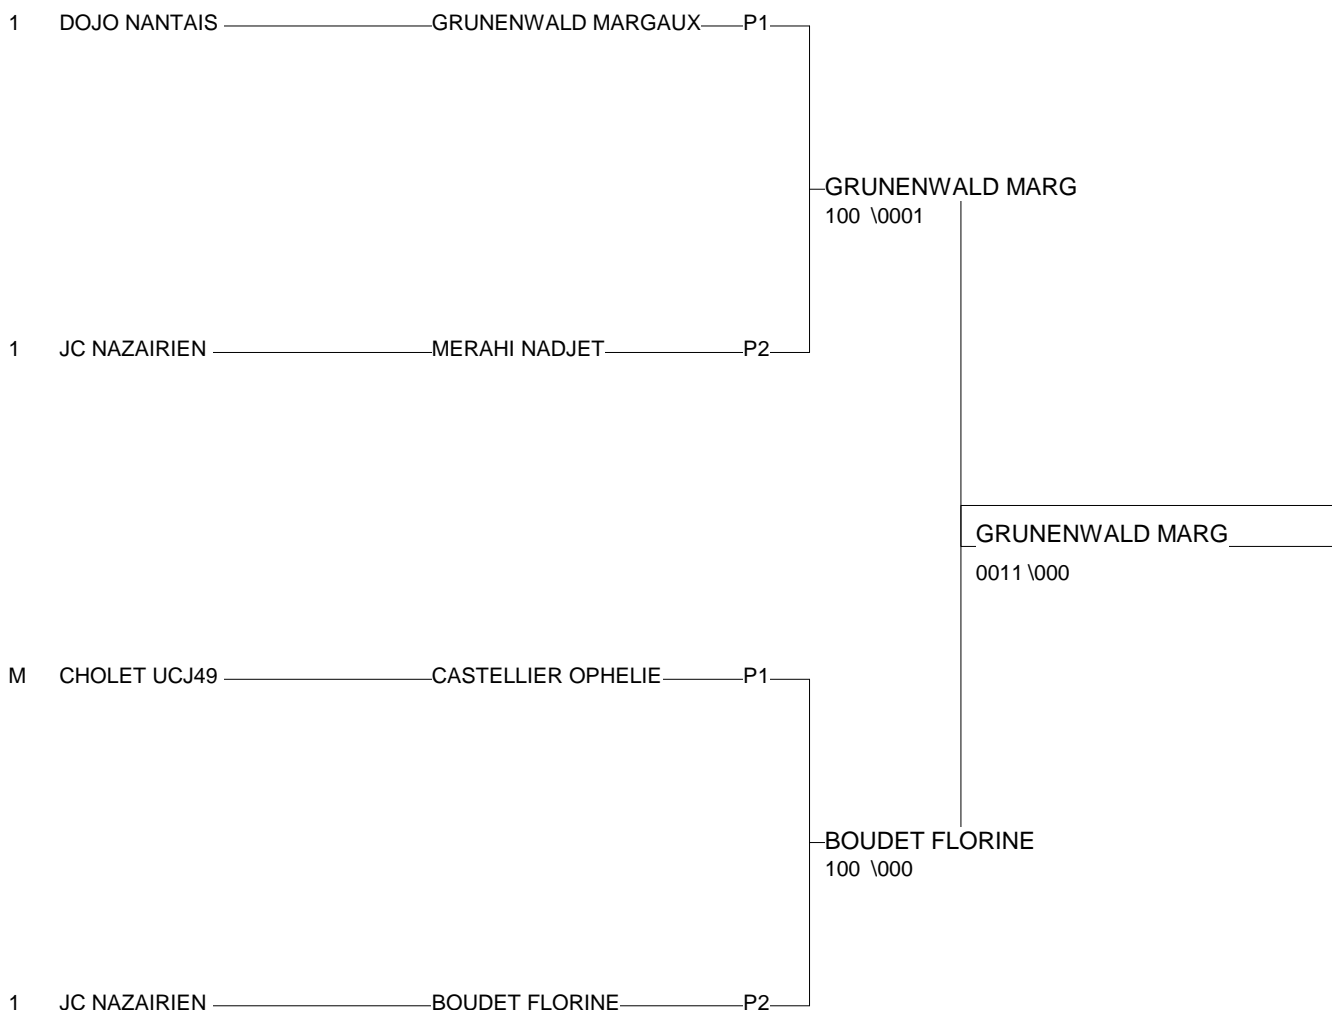 1 DOJO NANTAIS GRUNENWALD MARGAUX P1
GRUNENWALD MARG
100 \0001
1 JC NAZAIRIEN MERAHI NADJET P2
GRUNENWALD MARG
0011 \000
M CHOLET UCJ49 CASTELLIER OPHELIE P1
BOUDET FLORINE
100 \000
1 JC NAZAIRIEN BOUDET FLORINE P2